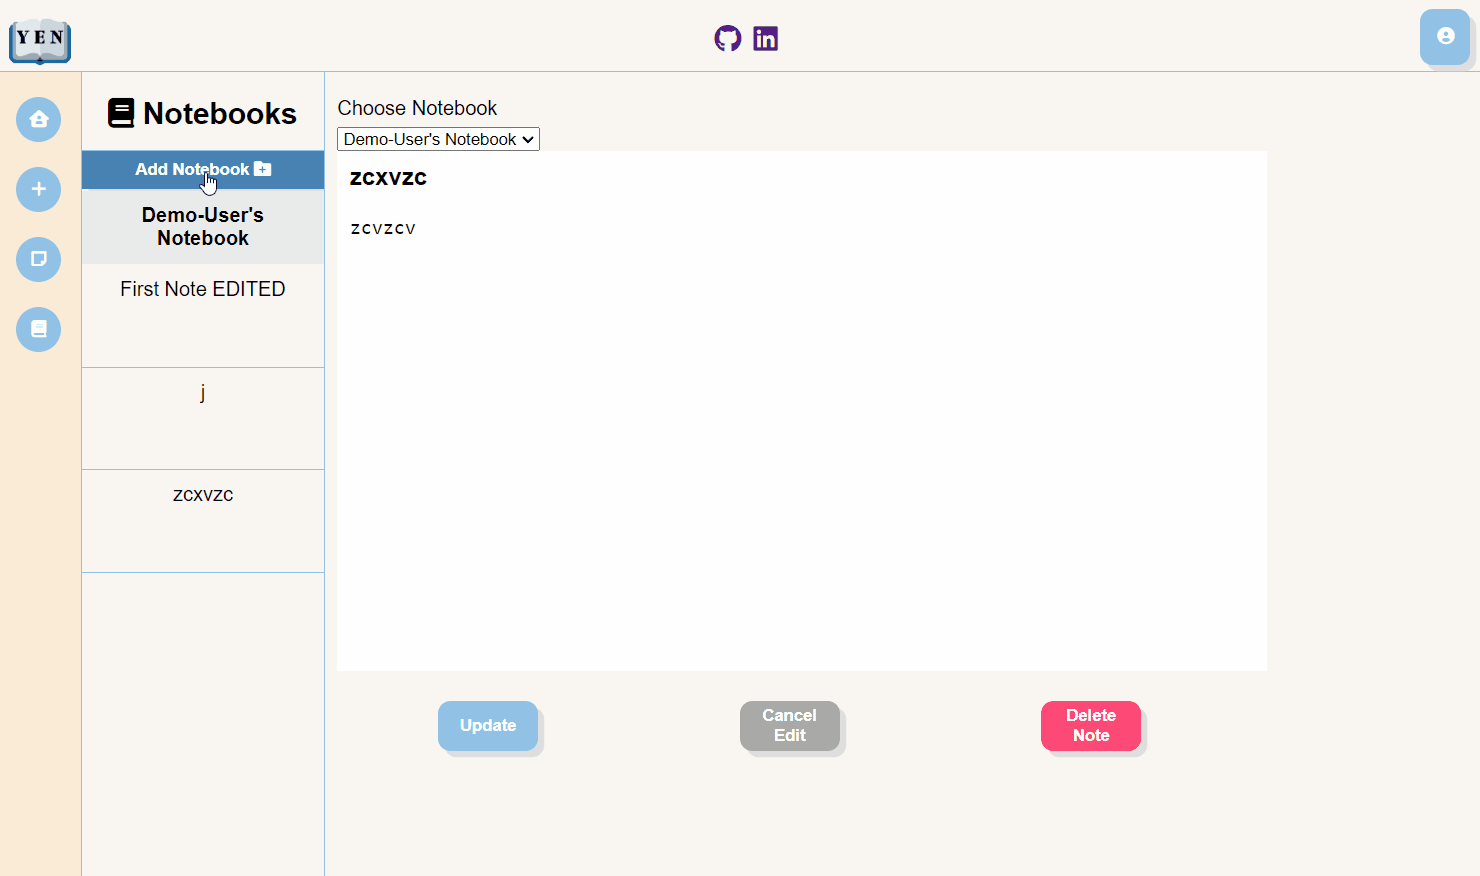 YEN
Notebooks
Add Notebook
Demo-User's
Notebook
First Note EDITED
j
zcxvzc
Choose Notebook
Demo-User's Notebook
zcxvzc
zcvzcv
Update
Cancel
Edit
Delete
Note